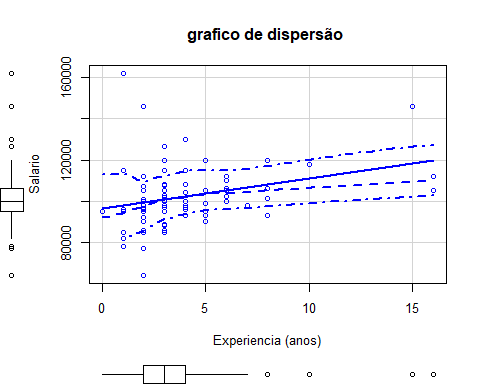 grafico de dispersão
Salario
160000
120000
80000
0
5
10
15
Experiencia (anos)